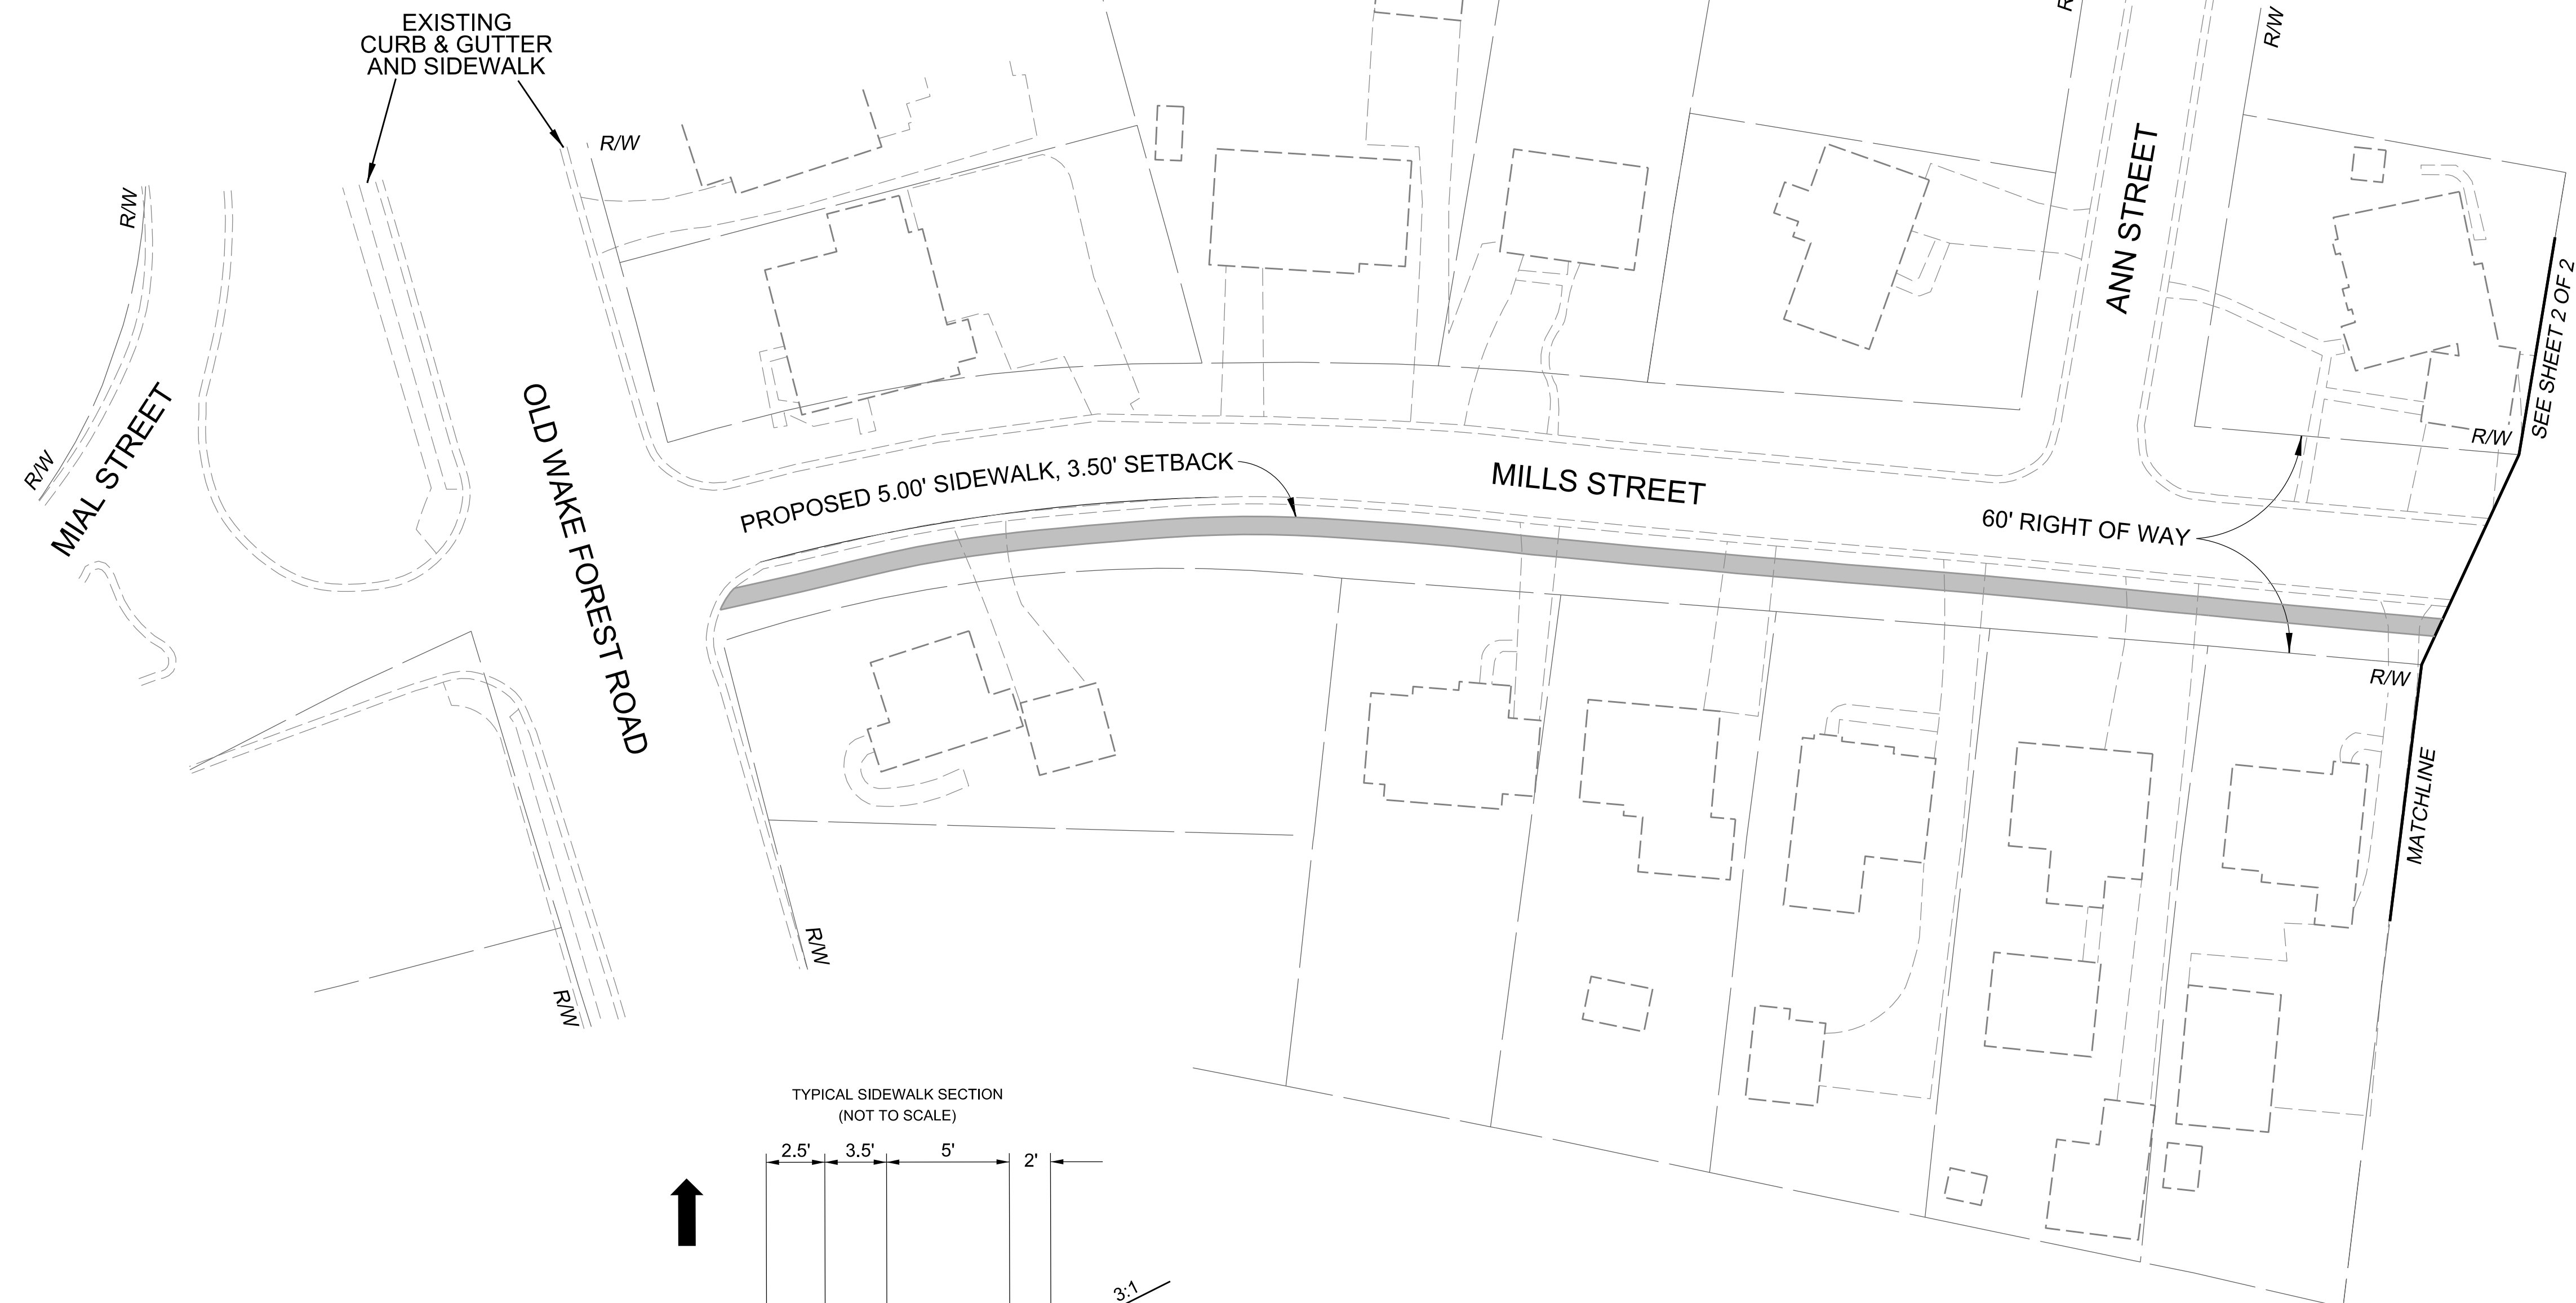 EXISTING
CURB & GUTTER
AND SIDEWALK
R/W
R/W
R/W
R/W
R/W
MIAL STREET
OLD WAKE FOREST ROAD
ANN STREET
SEE SHEET 2 OF 2
PROPOSED 5.00' SIDEWALK, 3.50' SETBACK
MILLS STREET
R/W
60' RIGHT OF WAY
R/W
MATCHLINE
R/W
R/W
TYPICAL SIDEWALK SECTION
(NOT TO SCALE)
2.5'
3.5'
5'
2'
3:1